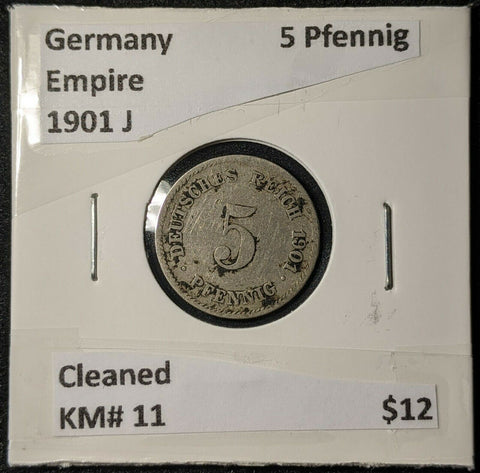 Germany 5 Pfennig
Empire
1901 J
DEUTSCHES REICH 1901
5
PFENNIG
Cleaned
KM# 11 $12